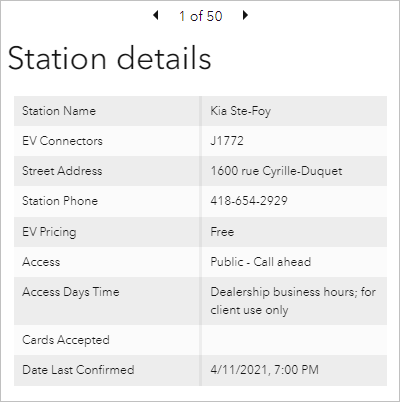 1 of 50
Station details
Station Name Kia Ste-Foy
EV Connectors J1772
Street Address 1600 rue Cyrille-Duquet
Station Phone 418-654-2929
EV Pricing Free
Access Public - Call ahead
Access Days Time Dealership business hours; for
client use only
Cards Accepted
Date Last Confirmed 4/11/2021, 7:00 PM